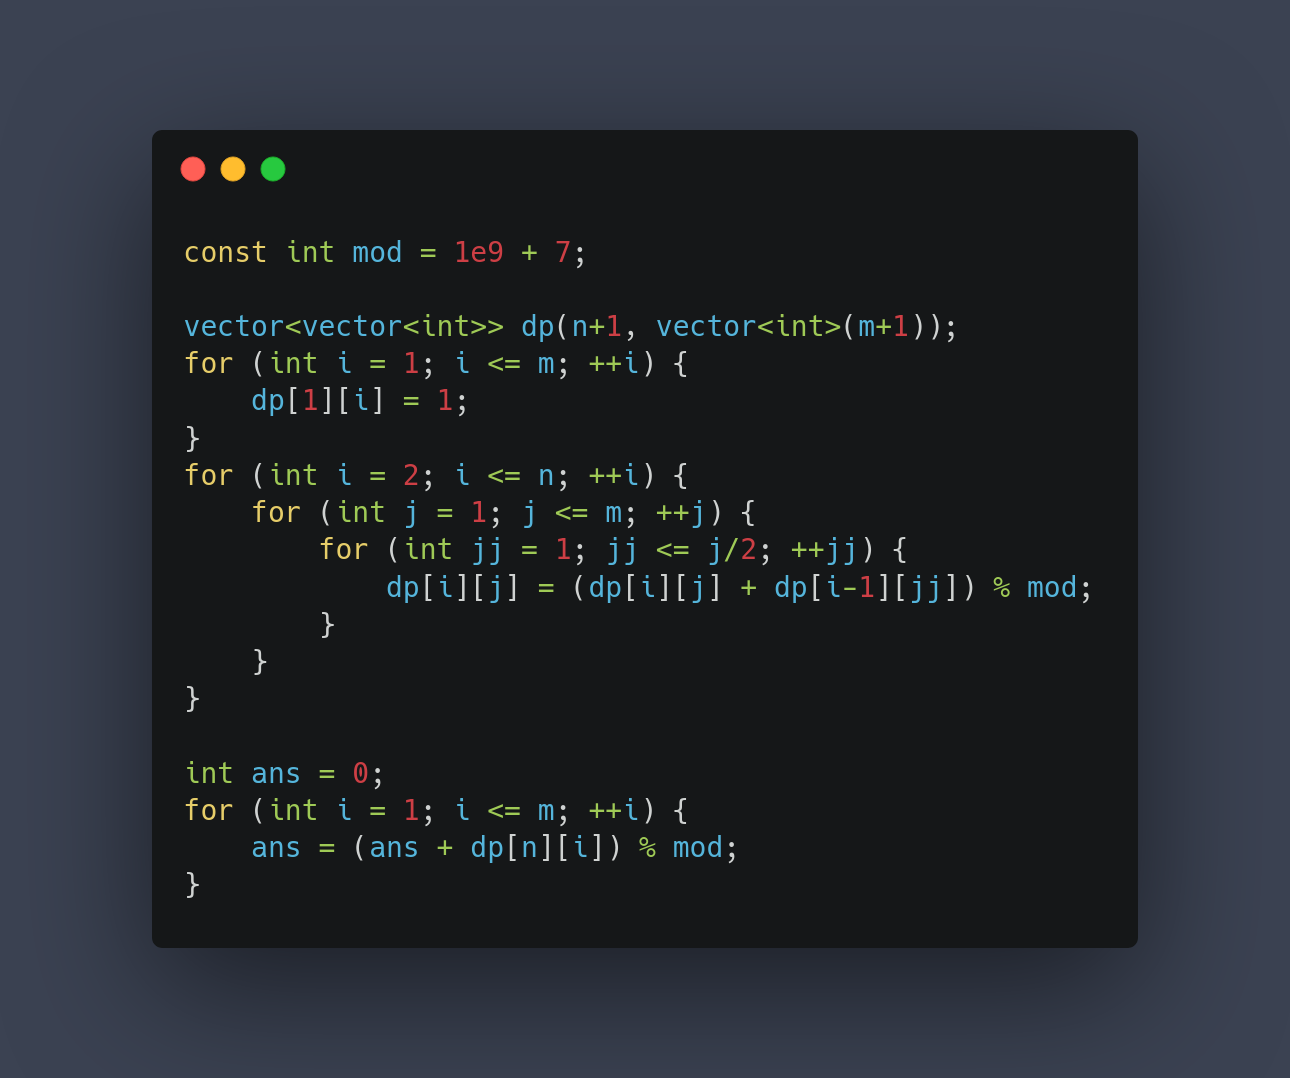 const int mod = 1e9 + 7;

vector<vector<int>> dp(n+1, vector<int>(m+1));
for (int i = 1; i <= m; ++i) {
    dp[1][i] = 1;
}
for (int i = 2; i <= n; ++i) {
    for (int j = 1; j <= m; ++j) {
        for (int jj = 1; jj <= j/2; ++jj) {
            dp[i][j] = (dp[i][j] + dp[i-1][jj]) % mod;
        }
    }
}

int ans = 0;
for (int i = 1; i <= m; ++i) {
    ans = (ans + dp[n][i]) % mod;
}